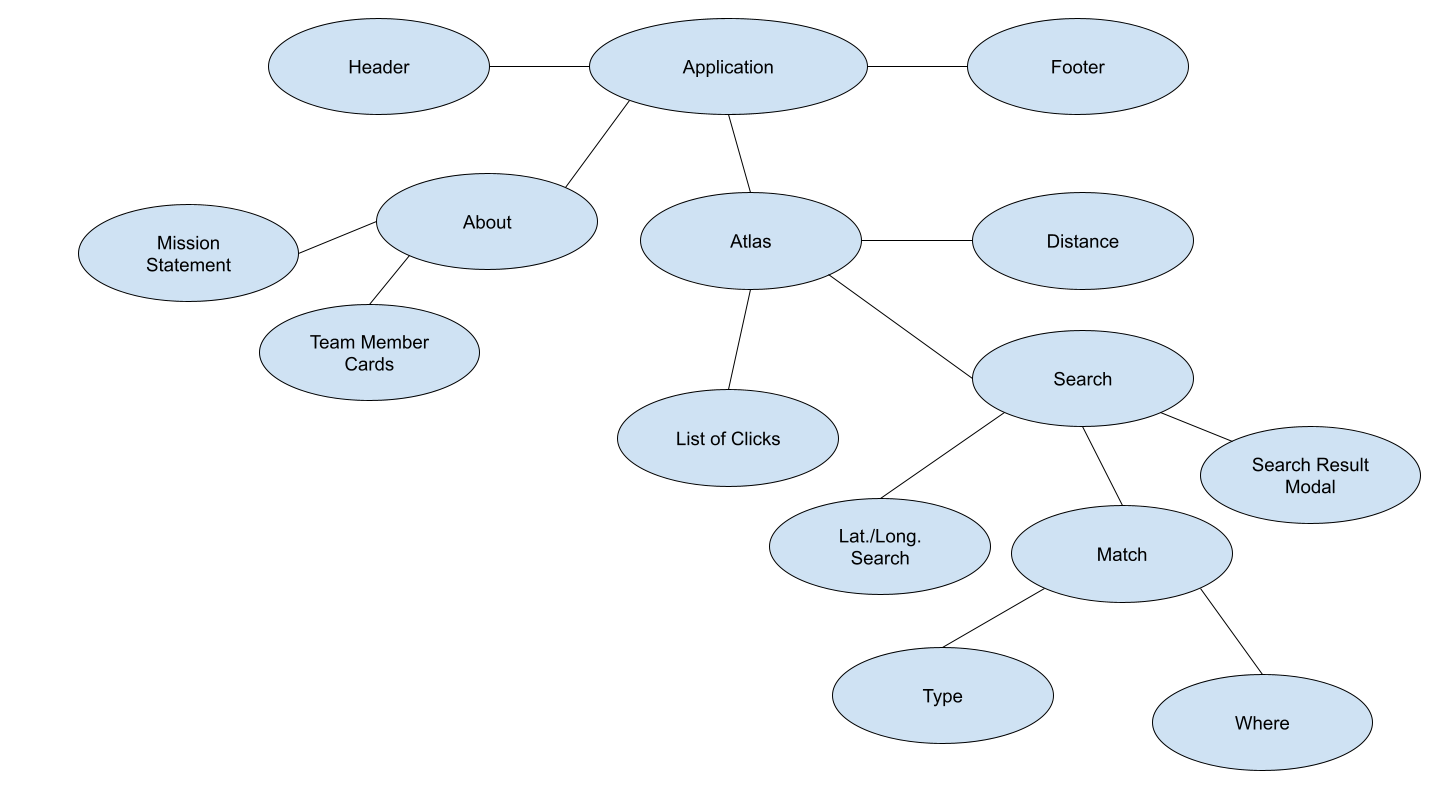 Header
Application
Footer
About
Mission
Statement
Atlas
Distance
Team Member
Cards
Search
List of Clicks
Search Result
Modal
Lat./Long.
Search
Match
Type
Where